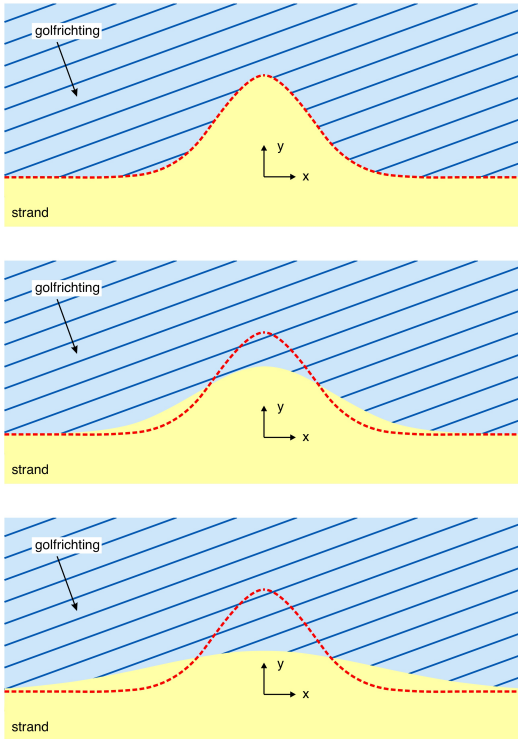 golfrichting
y
x
strand
golfrichting
y
x
strand
golfrichting
y
x
strand